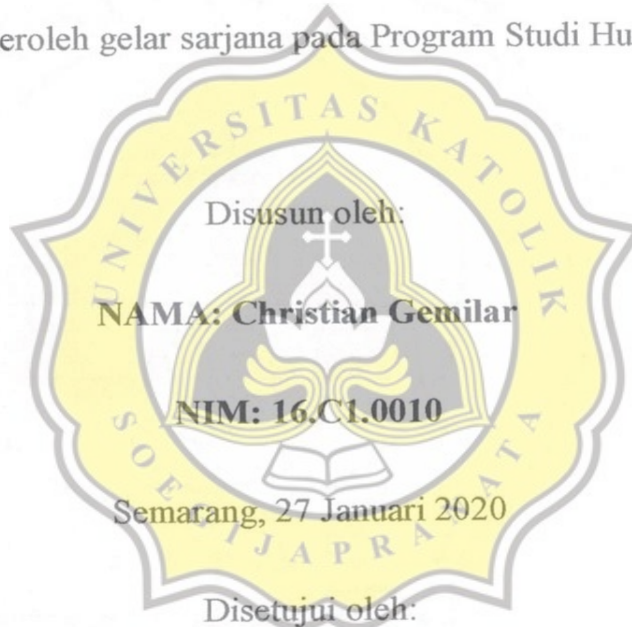 eroleh gelar sarjana pada Program Studi Hu
UNIVERSITAS KATOLIK
Disusun oleh:
NAMA: Christian Gemilar
NIM: 16.C1.0010
Semarang, 27 Januari 2020
SOEGIJAPRANATA
Disetujui oleh: